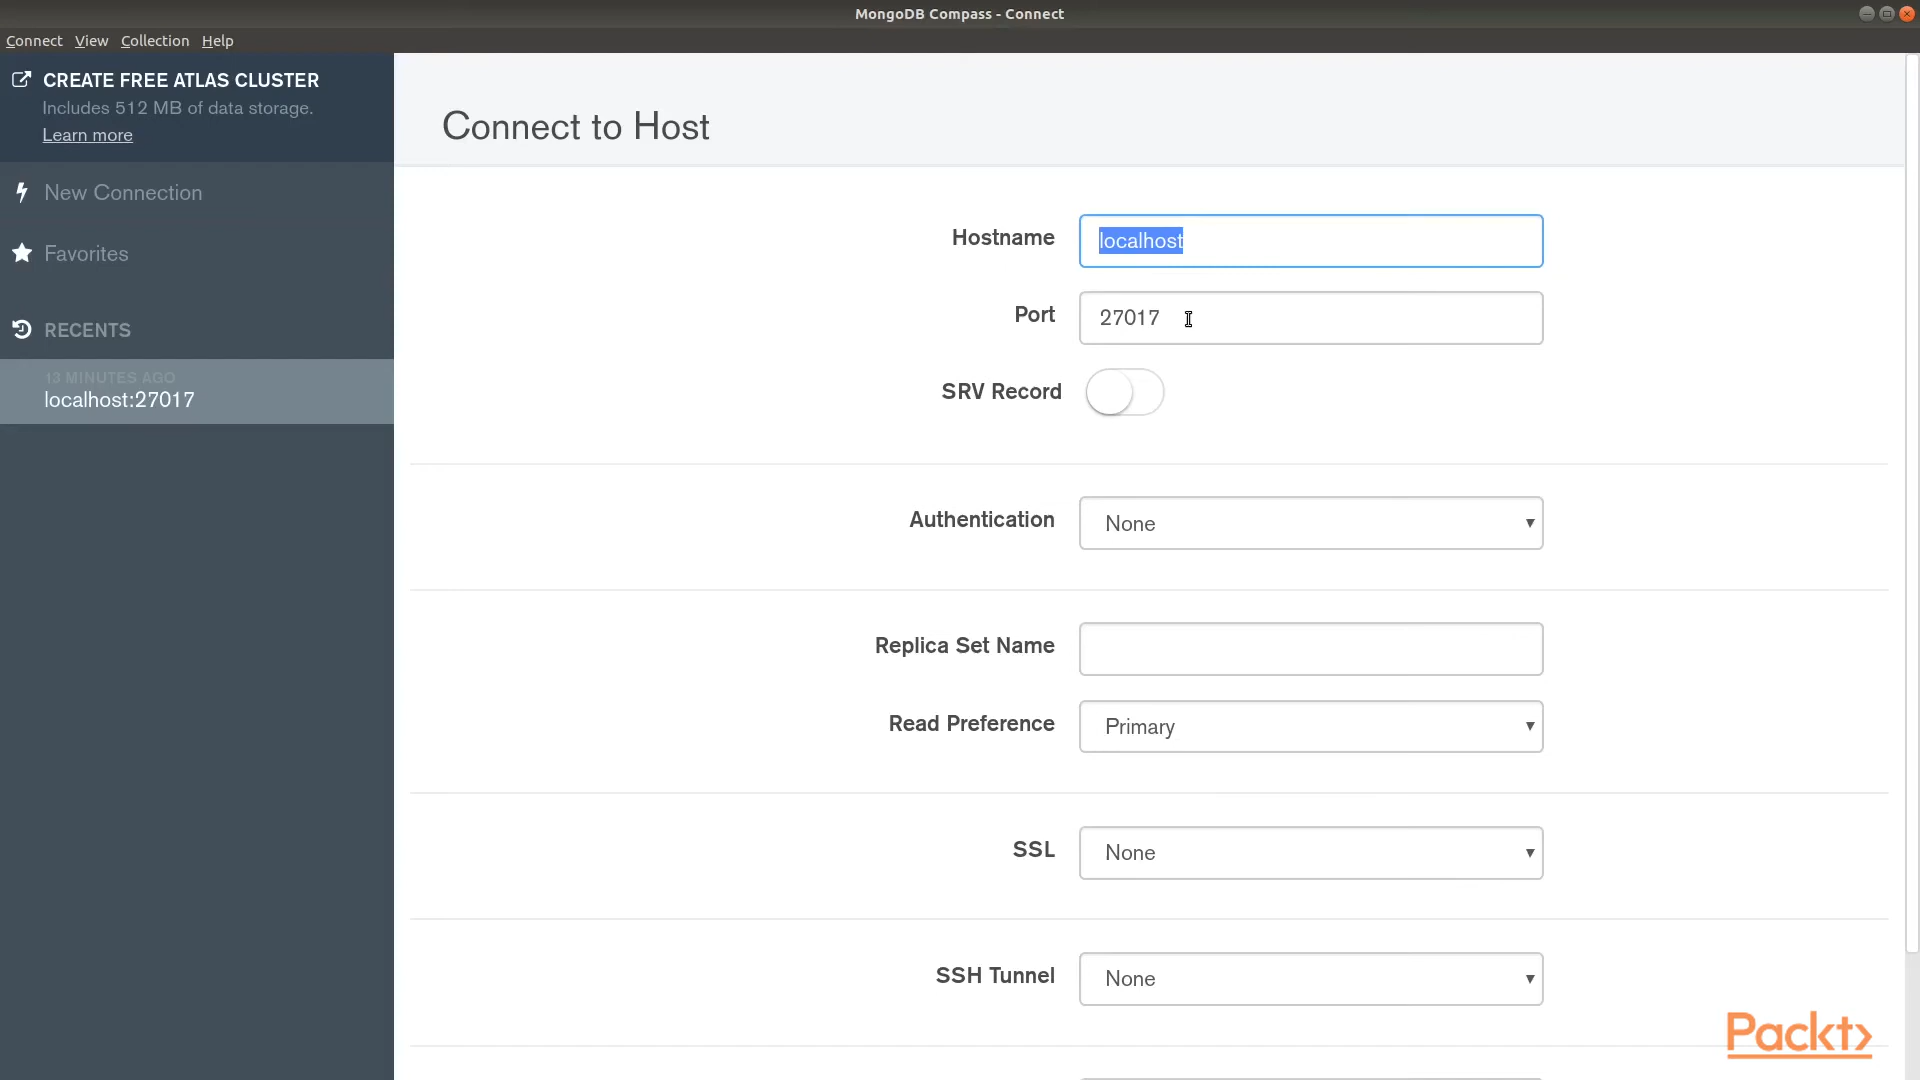 MongoDB Compass - Connect
Connect View Collection Help
CREATE FREE ATLAS CLUSTER
Includes 512 MB of data storage.
Learn more
New Connection
Favorites
RECENTS
13 MINUTES AGO
localhost:27017
Connect to Host
Hostname localhost
Port 27017
SRV Record
Authentication None
Replica Set Name
Read Preference Primary
SSL None
SSH Tunnel None
Packt>